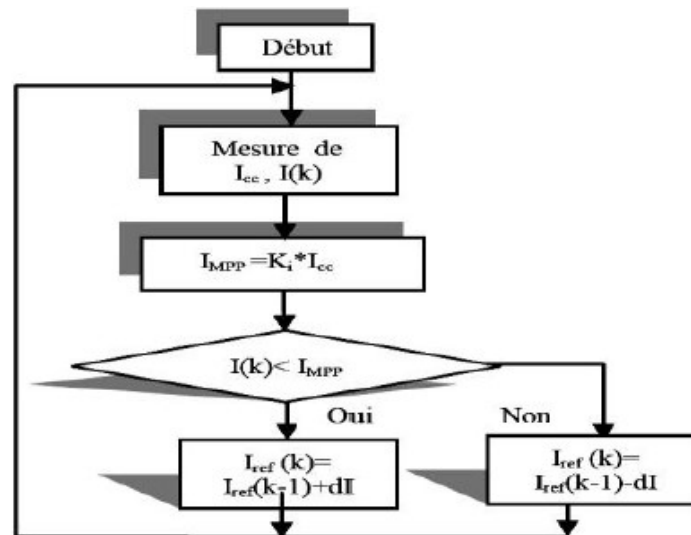 Début
Mesure de
Icc , I(k)
IMPP =Ki*Icc
I(k)< IMPP
Oui
Non
Iref (k)=
Iref(k-1)+dI
Iref (k)=
Iref(k-1)-dI